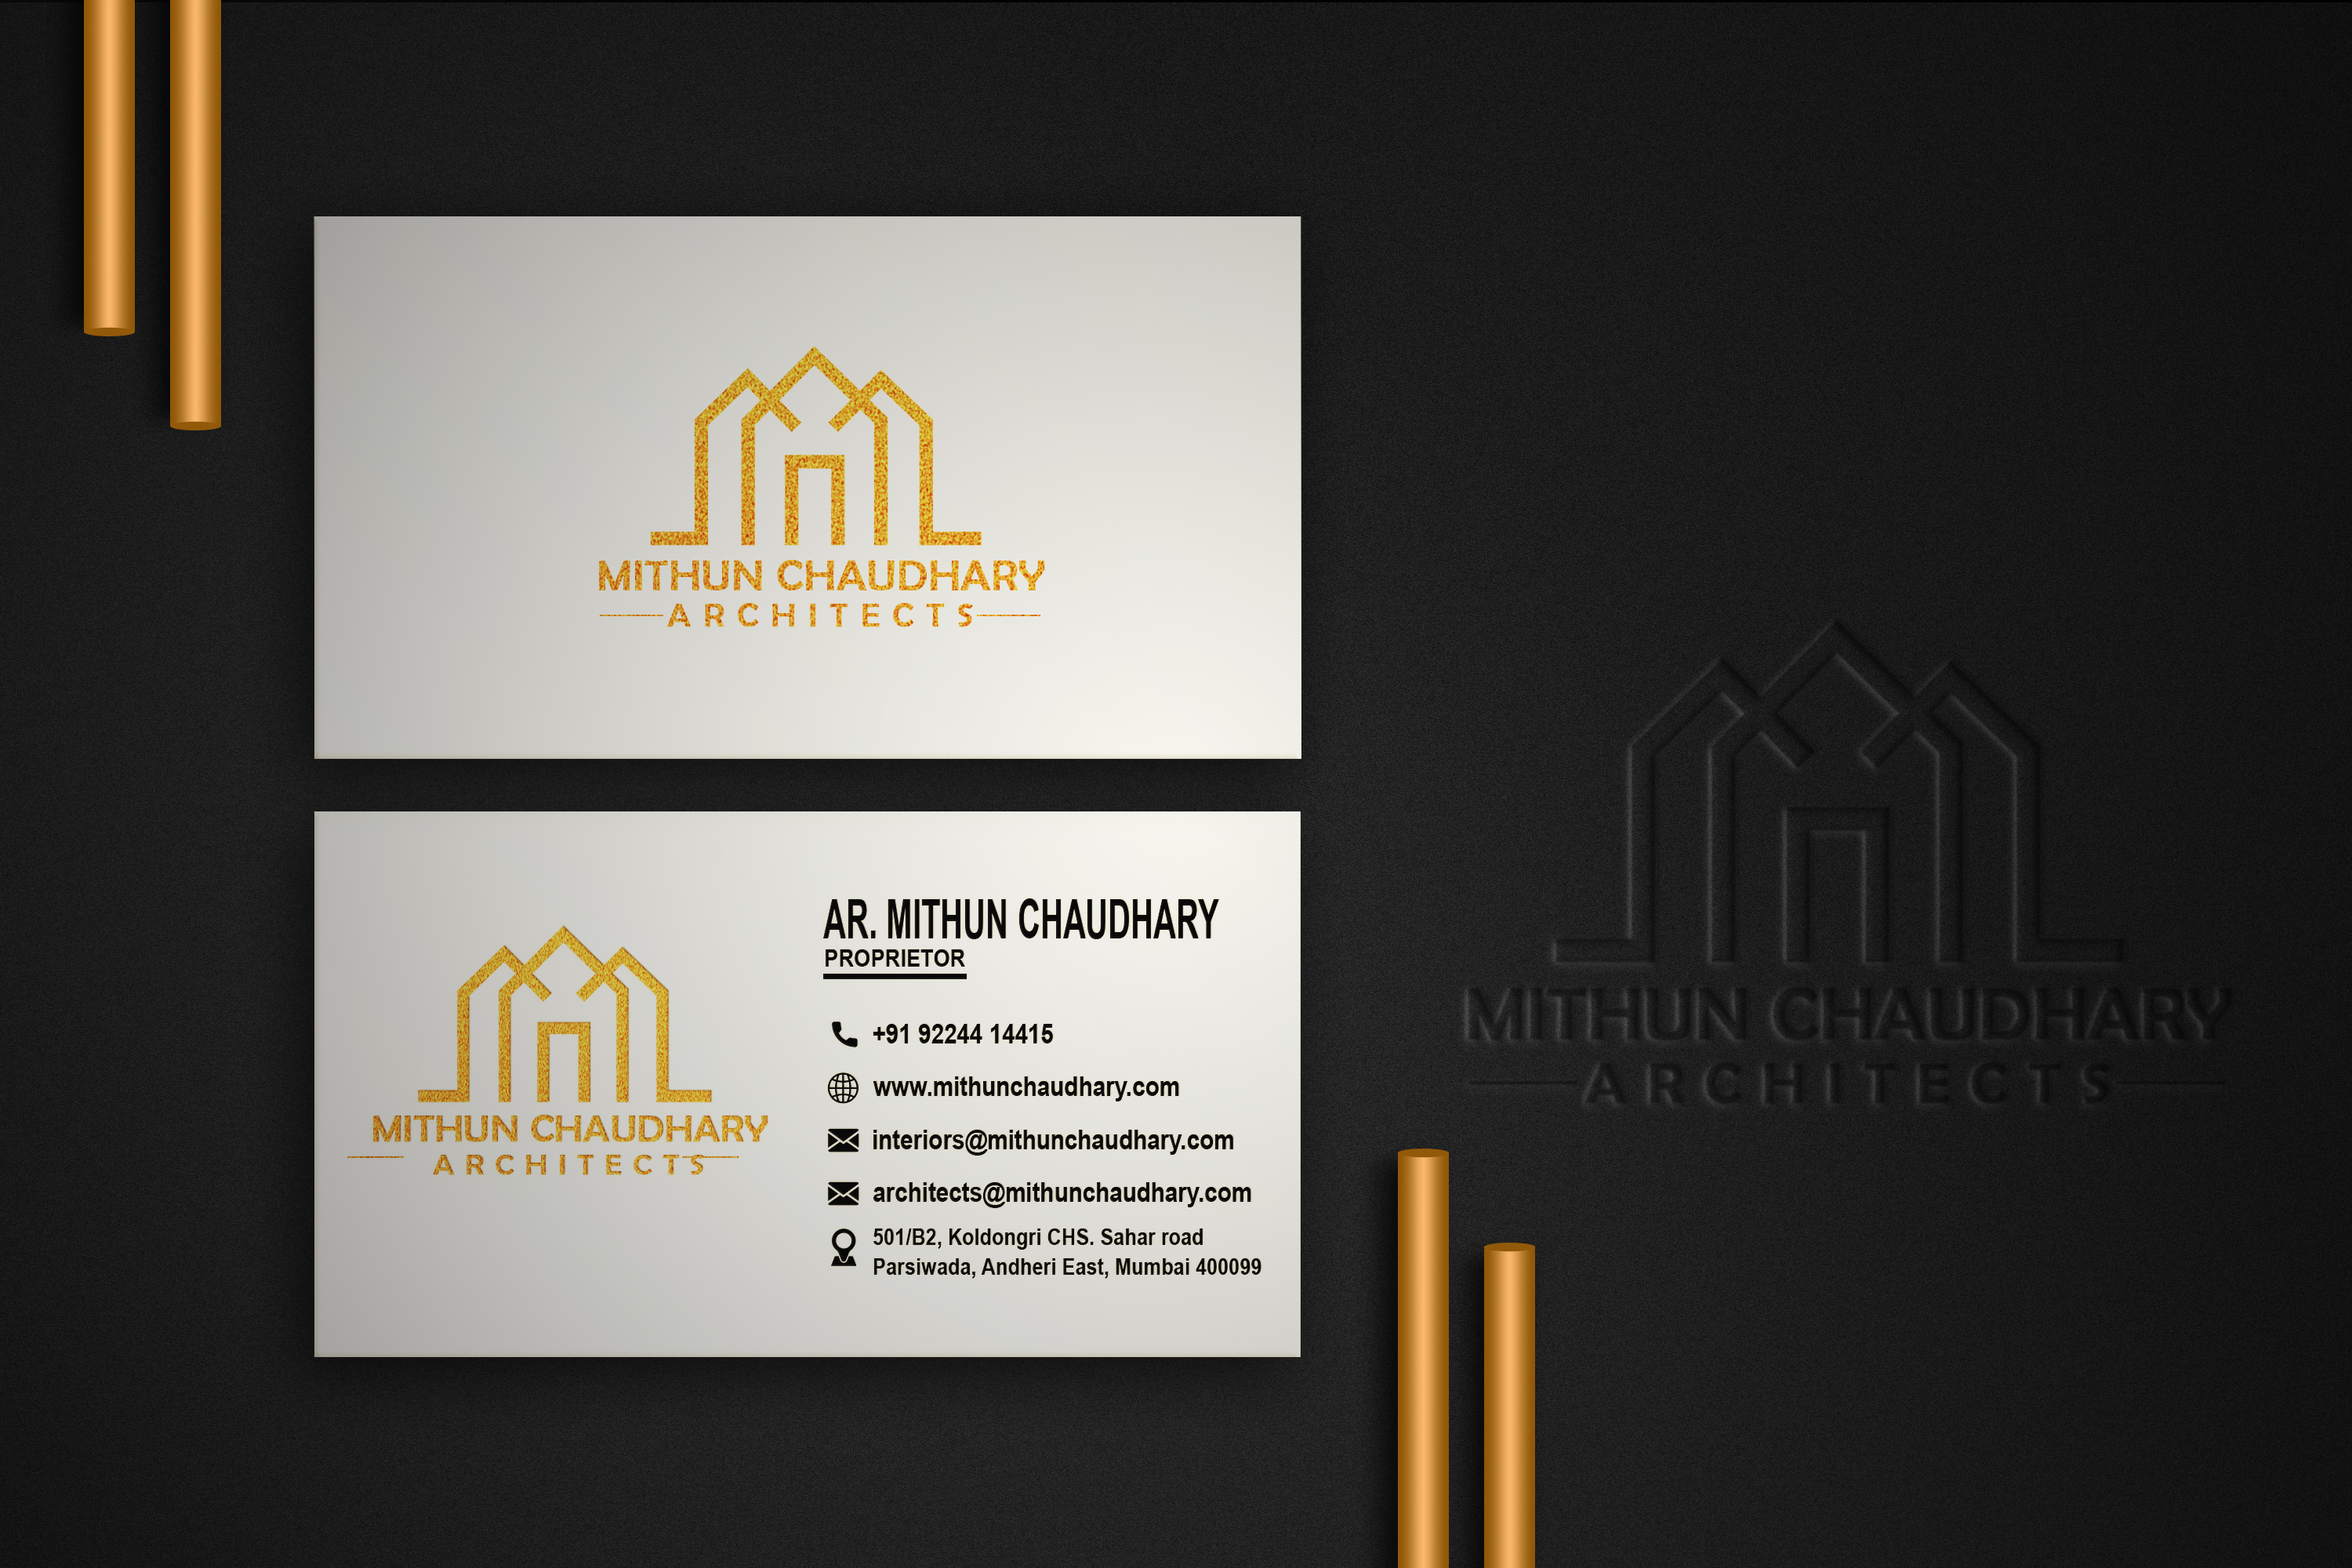 MITHUN CHAUDHARY
ARCHITECTS
MITHUN CHAUDHARY
ARCHITECTS
AR. MITHUN CHAUDHARY
PROPRIETOR
+91 92244 14415
www.mithunchaudhary.com
interiors@mithunchaudhary.com
architects@mithunchaudhary.com
501/B2, Koldongri CHS. Sahar road
Parsiwada, Andheri East, Mumbai 400099
MITHUN CHAUDHARY
ARCHITECTS